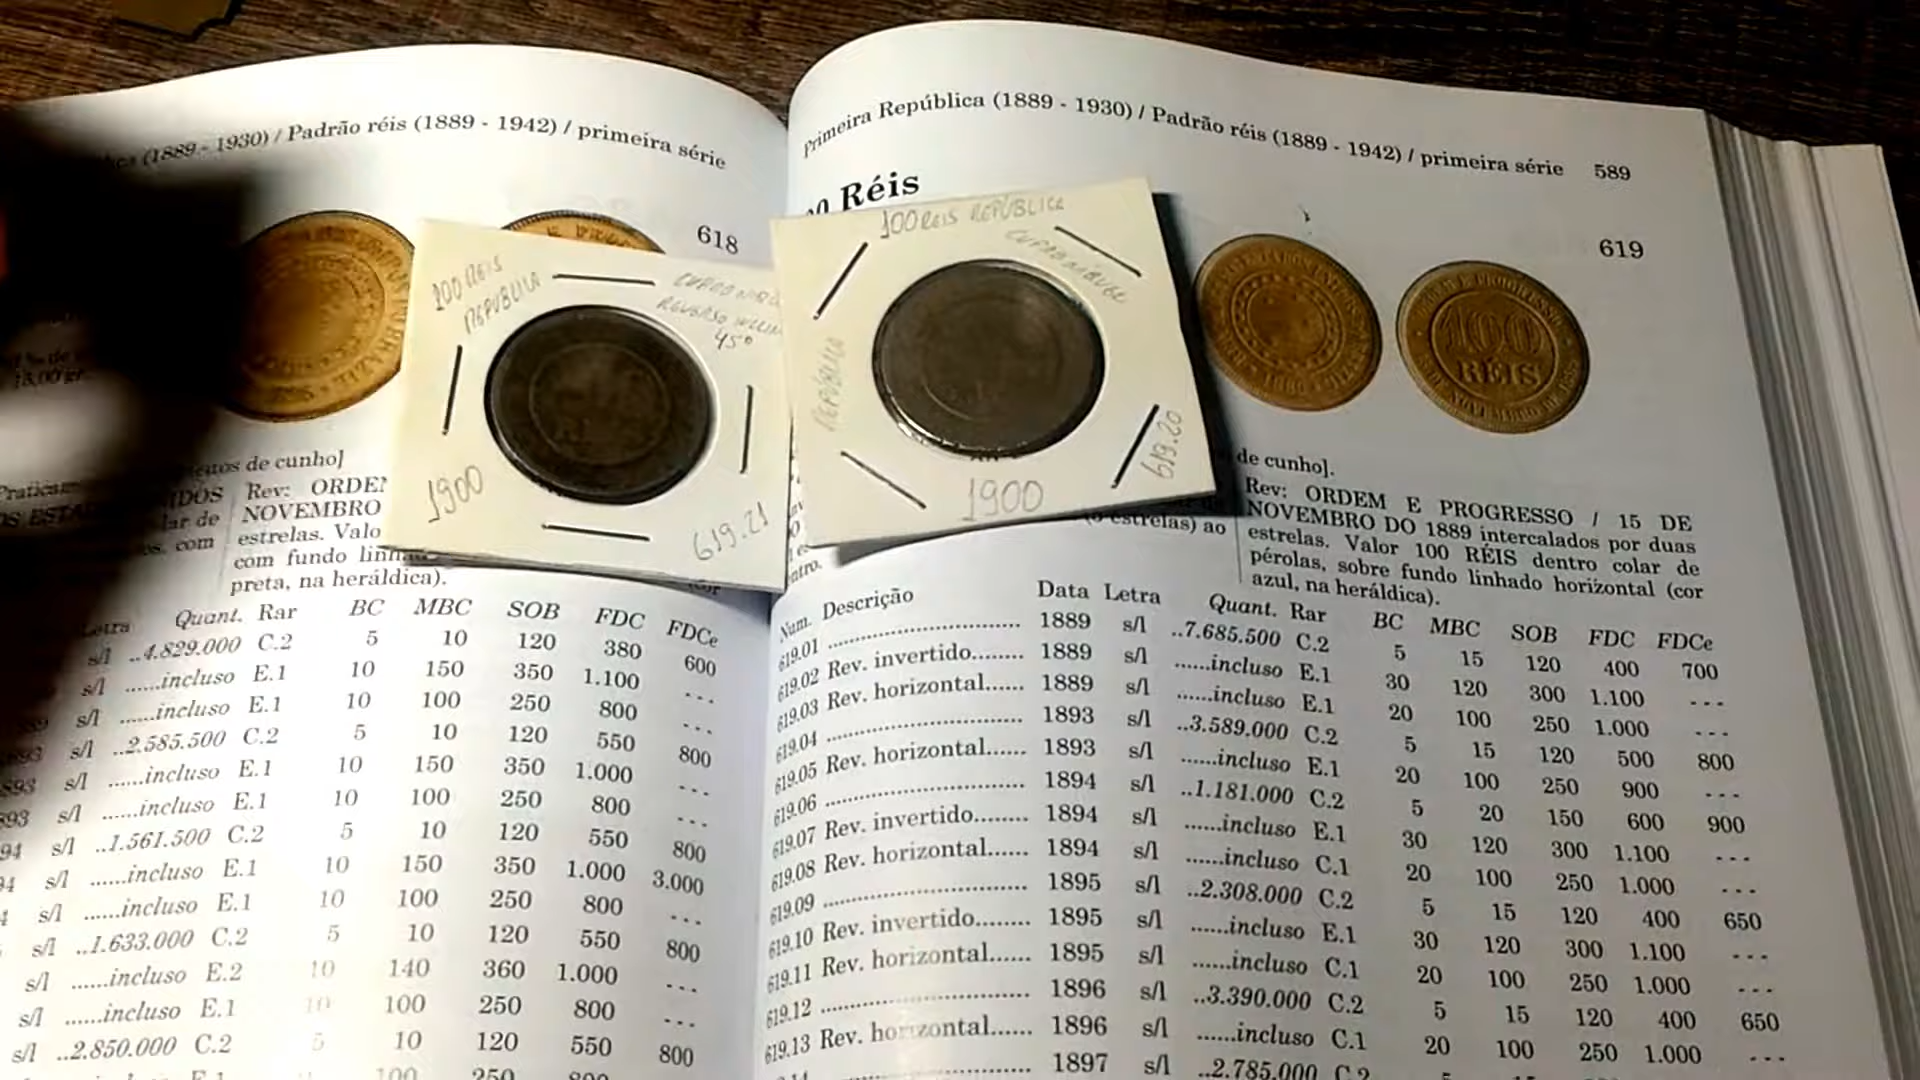 (1889 - 1930) / Padrão réis (1889 - 1942) / primeira série
618
de cunho]
Rev: ORDE
NOVEMBRO
estrelas. Valo
com fundo
preta, na heráldica).
Quant. Rar BC MBC SOB FDC FDCe
s/l ..4.829.000 C.2 5 10 120 380 600
s/l ......incluso E.1 10 150 350 1.100 ...
s/l ......incluso E.1 10 100 250 800 ...
s/l ..2.585.500 C.2 5 10 120 550 800
s/l ......incluso E.1 10 150 350 1.000 ...
s/l ......incluso E.1 10 100 250 800 ...
s/l ..1.561.500 C.2 5 10 120 550 800
s/l ......incluso E.1 10 150 350 1.000 3.000
s/l ......incluso E.1 10 100 250 800 ...
s/l ..1.633.000 C.2 5 10 120 550 800
s/l ......incluso E.2 10 140 360 1.000 ...
s/l ......incluso E.1 10 100 250 800 ...
s/l ..2.850.000 C.2 5 10 120 550 800
100 REIS
REPUBLICA
REVERSO
45°
1900
619.21
100 REIS REPUBLICA
REPUBLICA
1900
619.20
Primeira República (1889 - 1930) / Padrão réis (1889 - 1942) / primeira série 589
Réis
619
100
RÉIS
de cunho].
(6 estrelas) ao
Rev: ORDEM E PROGRESSO / 15 DE
NOVEMBRO DO 1889 intercalados por duas
estrelas. Valor 100 RÉIS dentro colar de
pérolas, sobre fundo linhado horizontal (cor
azul, na heráldica).
Num. Descrição Data Letra Quant. Rar BC MBC SOB FDC FDCe
619.01 .............................. 1889 s/l ..7.685.500 C.2 5 15 120 400 700
619.02 Rev. invertido........ 1889 s/l ......incluso E.1 30 120 300 1.100 ...
619.03 Rev. horizontal...... 1889 s/l ......incluso E.1 20 100 250 1.000 ...
619.04 .............................. 1893 s/l ..3.589.000 C.2 5 15 120 500 800
619.05 Rev. horizontal...... 1893 s/l ......incluso E.1 20 100 250 900 ...
619.06 .............................. 1894 s/l ..1.181.000 C.2 5 20 150 600 900
619.07 Rev. invertido........ 1894 s/l ......incluso E.1 30 120 300 1.100 ...
619.08 Rev. horizontal...... 1894 s/l ......incluso C.1 20 100 250 1.000 ...
619.09 .............................. 1895 s/l ..2.308.000 C.2 5 15 120 400 650
619.10 Rev. invertido........ 1895 s/l ......incluso E.1 30 120 300 1.100 ...
619.11 Rev. horizontal...... 1895 s/l ......incluso C.1 20 100 250 1.000 ...
619.12 .............................. 1896 s/l ..3.390.000 C.2 5 15 120 400 650
619.13 Rev. horizontal...... 1896 s/l ......incluso C.1 20 100 250 1.000 ...
1897 s/l ..2.785.000 C.2